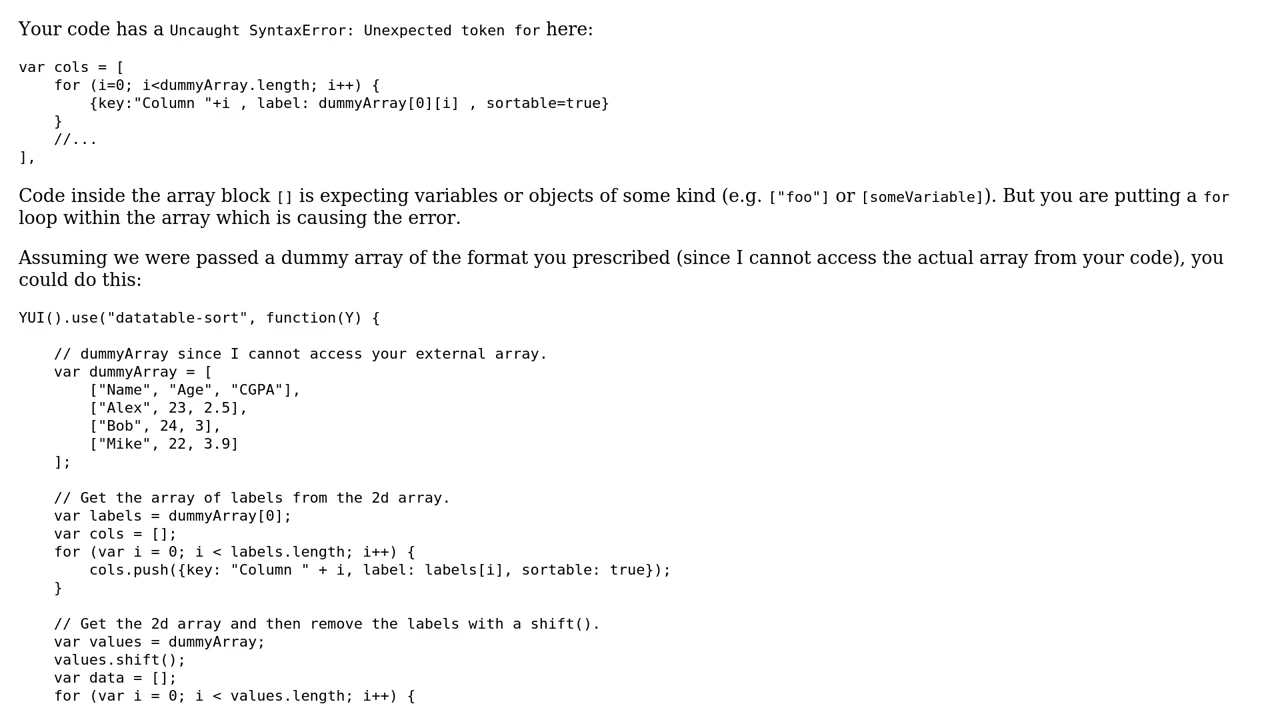 Your code has a Uncaught SyntaxError: Unexpected token for here:
var cols = [
    for (i=0; i<dummyArray.length; i++) {
        {key:"Column "+i , label: dummyArray[0][i] , sortable=true}
    }
    //...
],
Code inside the array block [] is expecting variables or objects of some kind (e.g. ["foo"] or [someVariable]). But you are putting a for
loop within the array which is causing the error.
Assuming we were passed a dummy array of the format you prescribed (since I cannot access the actual array from your code), you
could do this:
YUI().use("datatable-sort", function(Y) {
    // dummyArray since I cannot access your external array.
    var dummyArray = [
        ["Name", "Age", "CGPA"],
        ["Alex", 23, 2.5],
        ["Bob", 24, 3],
        ["Mike", 22, 3.9]
    ];
    // Get the array of labels from the 2d array.
    var labels = dummyArray[0];
    var cols = [];
    for (var i = 0; i < labels.length; i++) {
        cols.push({key: "Column " + i, label: labels[i], sortable: true});
    }
    // Get the 2d array and then remove the labels with a shift().
    var values = dummyArray;
    values.shift();
    var data = [];
    for (var i = 0; i < values.length; i++) {